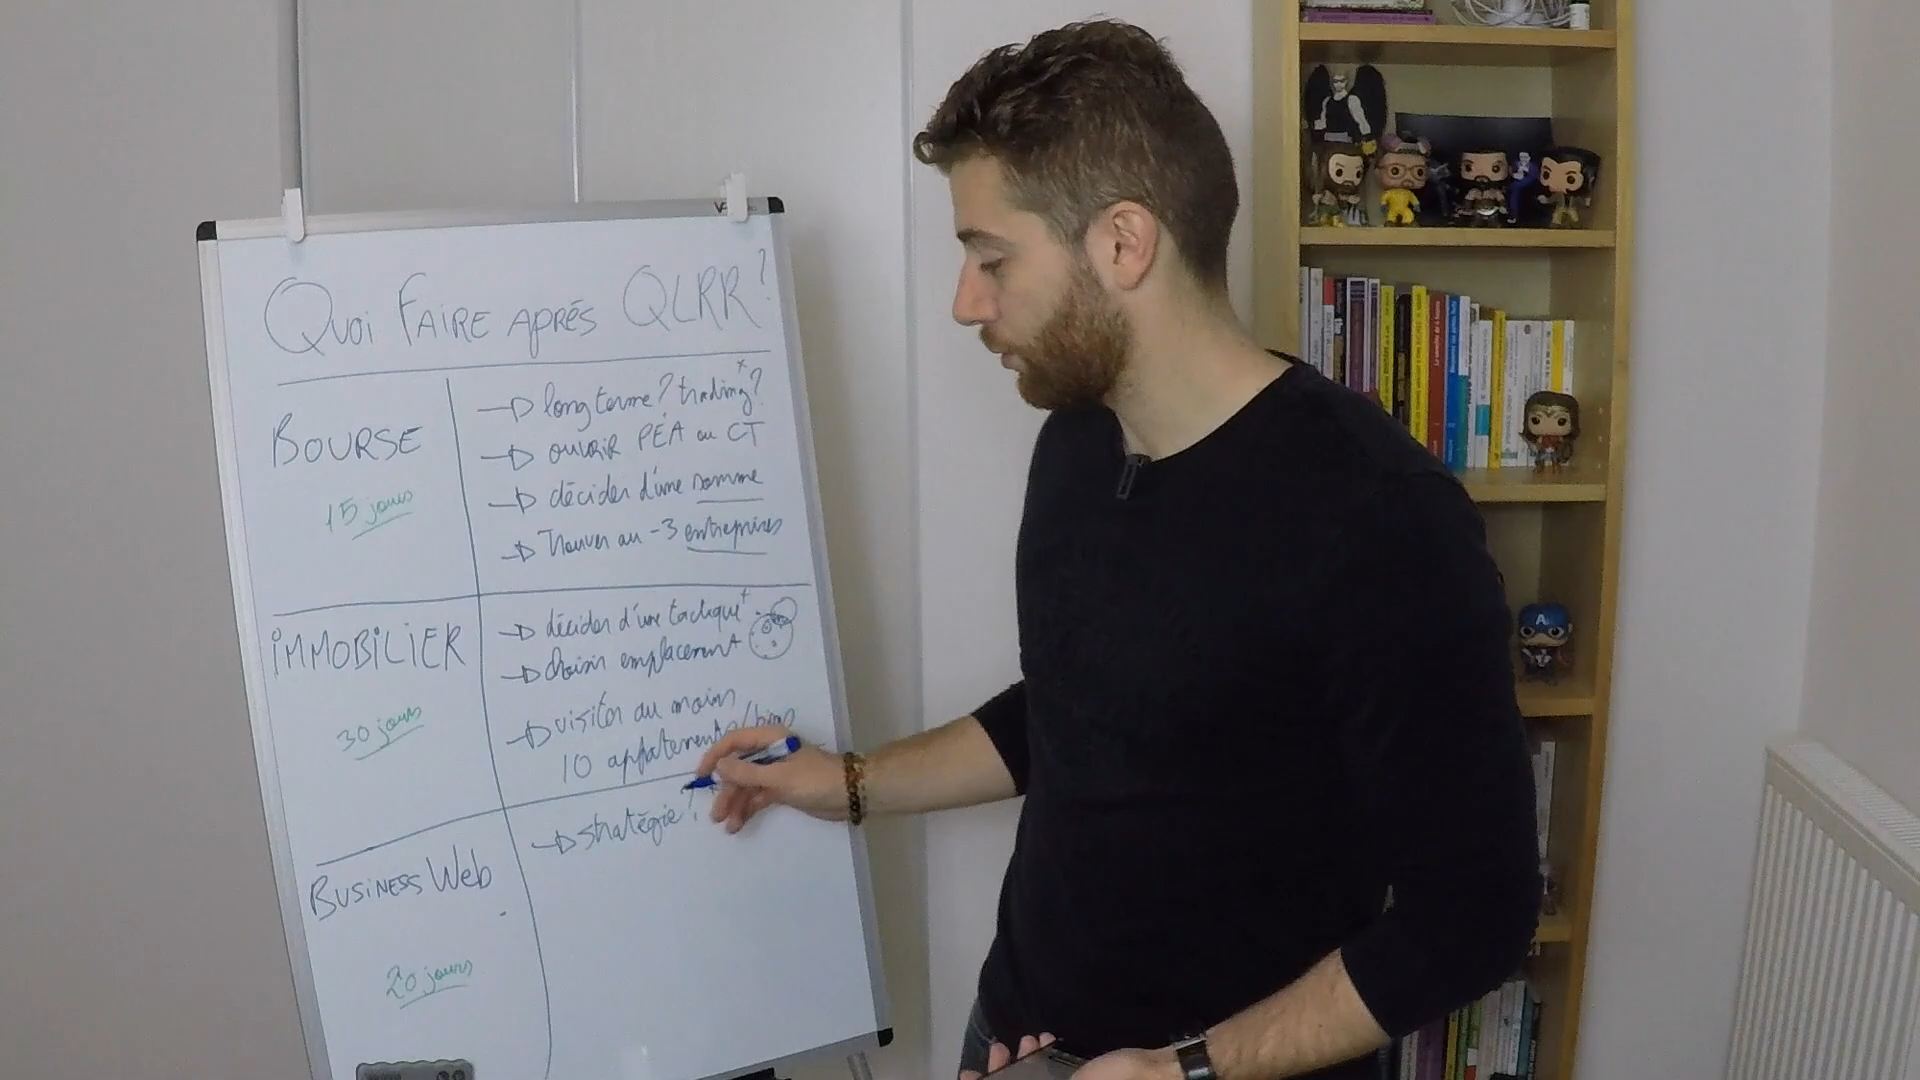 Quoi FAIRE APRÈS QLRR?
BOURSE
15 jours
long terme? trading?
ouvrir PÉA ou CT
décider d'une somme
Trouver au -3 entreprises
iMMOBiLiER
30 jours
décider d'une tactique
choisir emplacement
visiter au moins
10 appartements/biens
BUSiNESS Web
20 jours
stratégie?